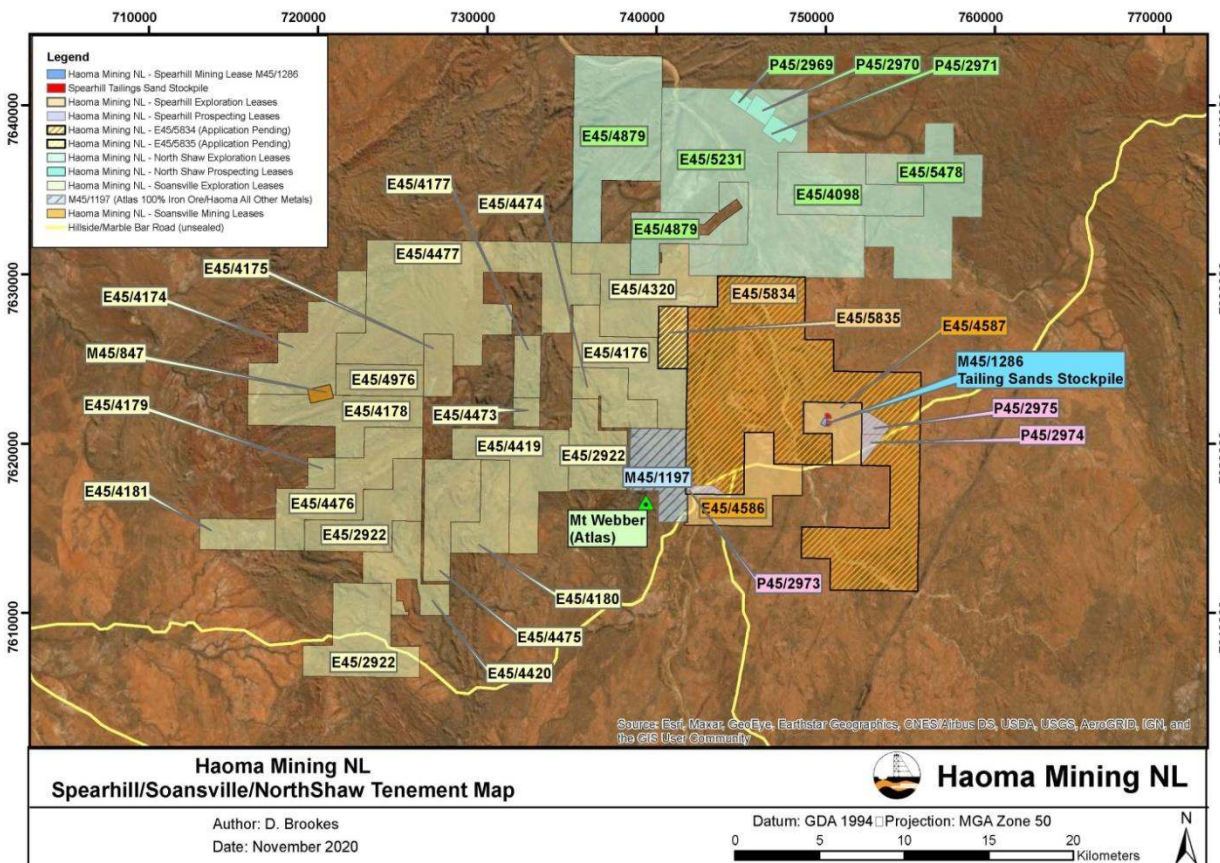 710000
720000
730000
740000
750000
760000
770000
Legend
Haoma Mining NL - Spearhill Mining Lease M45/1286
Spearhill Tailings Sand Stockpile
Haoma Mining NL - Spearhill Exploration Leases
Haoma Mining NL - Spearhill Prospecting Leases
Haoma Mining NL - E45/5834 (Application Pending)
Haoma Mining NL - E45/5835 (Application Pending)
Haoma Mining NL - North Shaw Exploration Leases
Haoma Mining NL - North Shaw Prospecting Leases
Haoma Mining NL - Soansville Exploration Leases
M45/1197 (Atlas 100% Iron Ore/Haoma All Other Metals)
Haoma Mining NL - Soansville Mining Leases
Hillside/Marble Bar Road (unsealed)
7640000
7630000
7620000
7610000
P45/2969
P45/2970
P45/2971
E45/4879
E45/5231
E45/5478
E45/4098
E45/4177
E45/4474
E45/4879
E45/4477
E45/4175
E45/4320
E45/5834
E45/4174
E45/5835
E45/4587
M45/847
E45/4176
M45/1286
Tailing Sands Stockpile
E45/4976
E45/4179
E45/4178
E45/4473
P45/2975
P45/2974
E45/4419
E45/2922
M45/1197
E45/4181
E45/4476
E45/4586
E45/2922
Mt Webber
(Atlas)
P45/2973
E45/4180
E45/4475
E45/2922
E45/4420
Source: Esri, Maxar, GeoEye, Earthstar Geographics, CNES/Airbus DS, USDA, USGS, AeroGRID, IGN, and
the GIS User Community
Haoma Mining NL
Spearhill/Soansville/NorthShaw Tenement Map
Haoma Mining NL
Author: D. Brookes
Date: November 2020
Datum: GDA 1994 Projection: MGA Zone 50
N
0 5 10 15 20
Kilometers